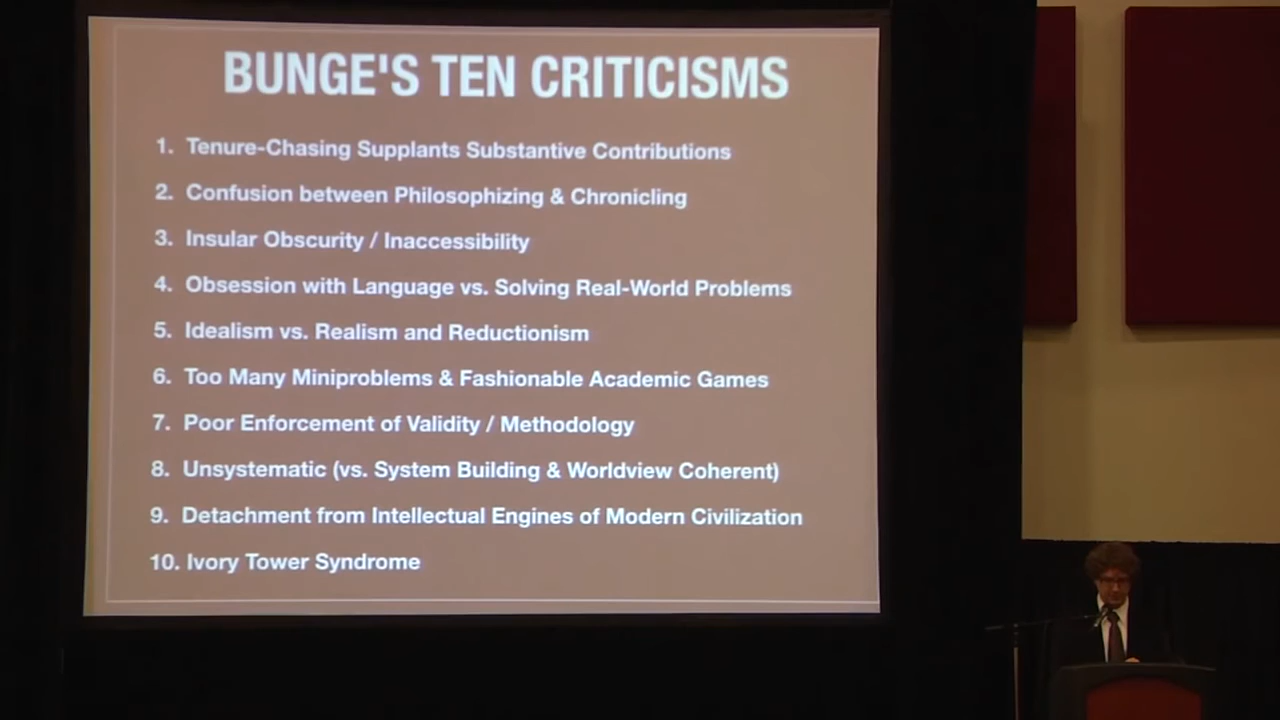 BUNGE'S TEN CRITICISMS
1. Tenure-Chasing Supplants Substantive Contributions
2. Confusion between Philosophizing & Chronicling
3. Insular Obscurity / Inaccessibility
4. Obsession with Language vs. Solving Real-World Problems
5. Idealism vs. Realism and Reductionism
6. Too Many Miniproblems & Fashionable Academic Games
7. Poor Enforcement of Validity / Methodology
8. Unsystematic (vs. System Building & Worldview Coherent)
9. Detachment from Intellectual Engines of Modern Civilization
10. Ivory Tower Syndrome